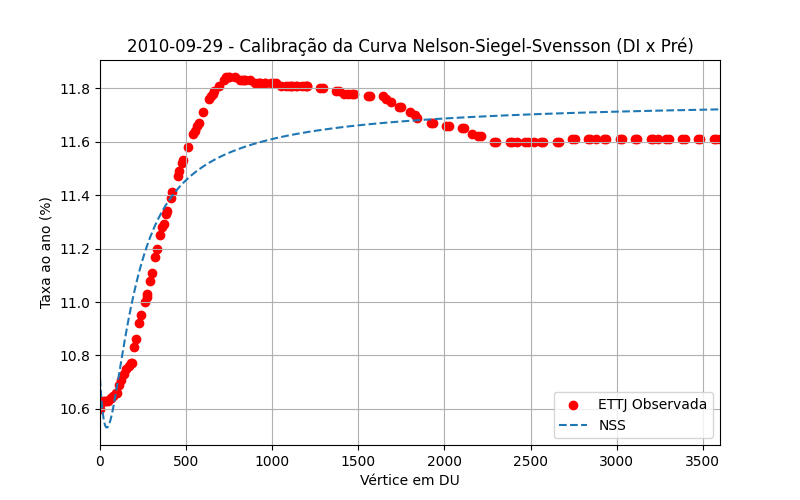 2010-09-29 - Calibração da Curva Nelson-Siegel-Svensson (DI x Pré)
Taxa ao ano (%)
11.8
11.6
11.4
11.2
11.0
10.8
10.6
ETTJ Observada
NSS
0 500 1000 1500 2000 2500 3000 3500
Vértice em DU